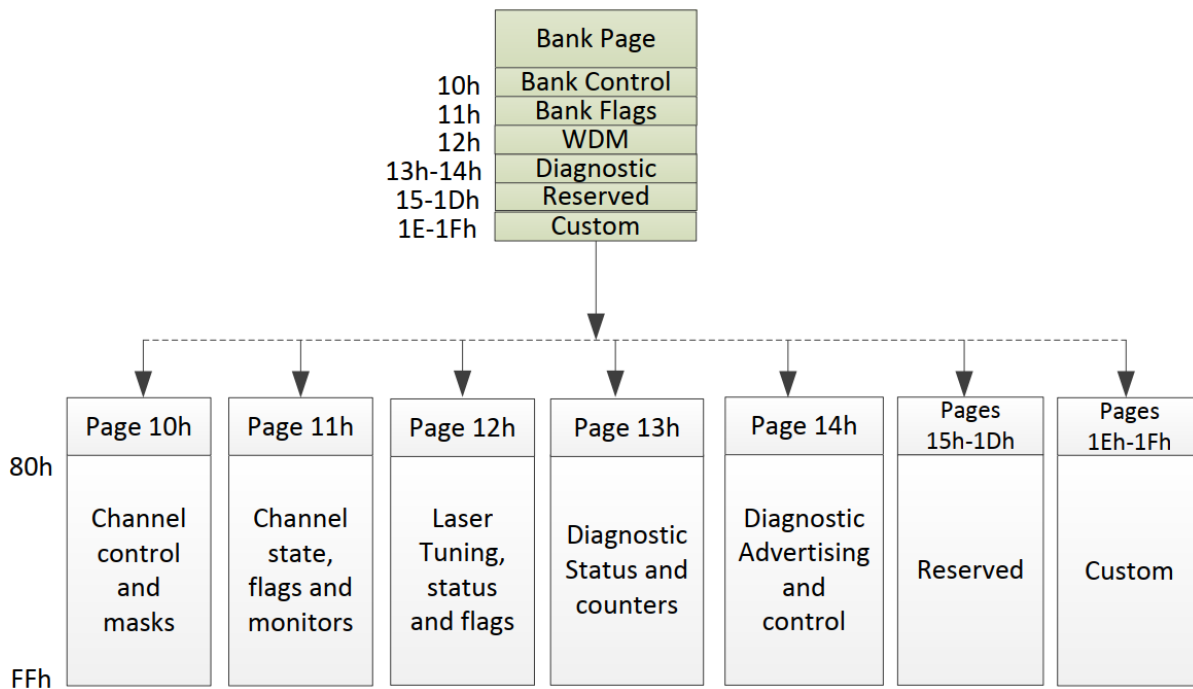 Bank Page
10h Bank Control
11h Bank Flags
12h WDM
13h-14h Diagnostic
15-1Dh Reserved
1E-1Fh Custom
Page 10h
Page 11h
Page 12h
Page 13h
Page 14h
Pages
15h-1Dh
Pages
1Eh-1Fh
80h
FFh
Channel
control
and
masks
Channel
state,
flags and
monitors
Laser
Tuning,
status
and flags
Diagnostic
Status and
counters
Diagnostic
Advertising
and
control
Reserved
Custom